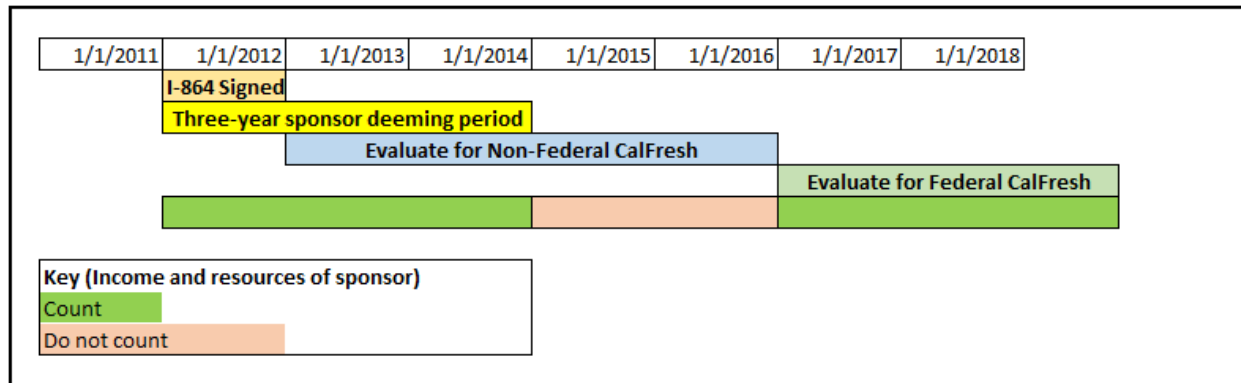 1/1/2011 1/1/2012 1/1/2013 1/1/2014 1/1/2015 1/1/2016 1/1/2017 1/1/2018
I-864 Signed
Three-year sponsor deeming period
Evaluate for Non-Federal CalFresh
Evaluate for Federal CalFresh
Key (Income and resources of sponsor)
Count
Do not count